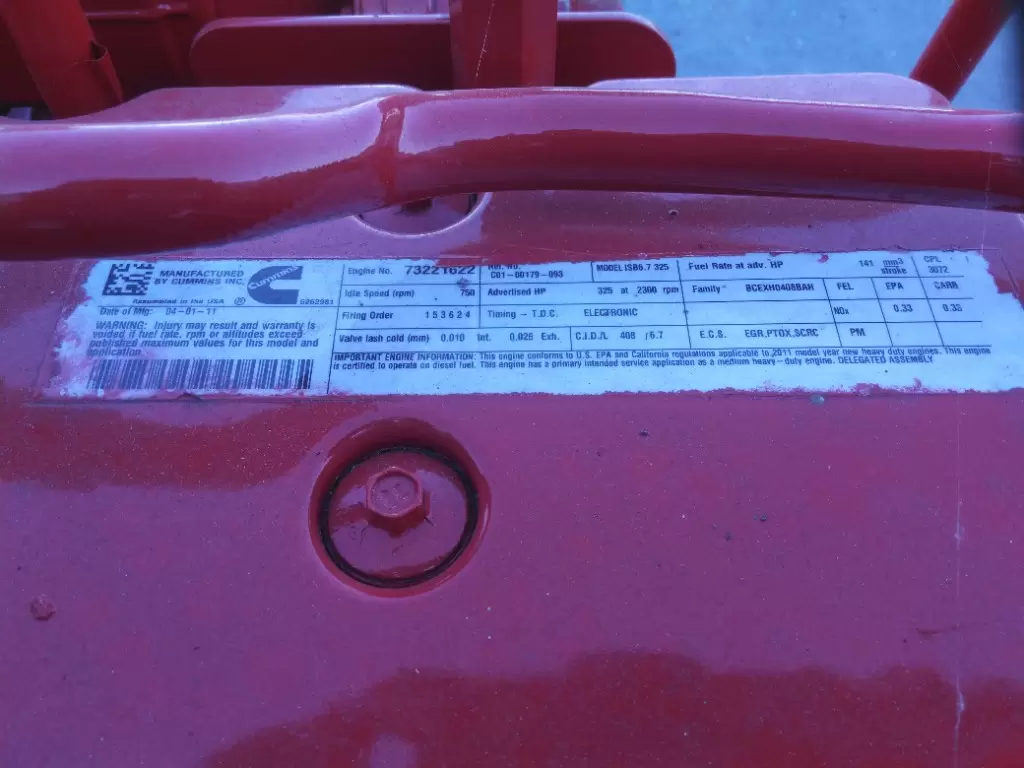 MANUFACTURED
BY CUMMINS INC.
Cummins
Assembled in the USA ® 5262981
Date of Mfg: 04-01-11
WARNING: Injury may result and warranty is
voided if fuel rate, rpm or altitudes exceed
published maximum values for this model and
application.
Engine No. 73221622 Ref. No. C01-00179-093 MODEL ISB6.7 325 Fuel Rate at adv. HP 141 mm3 stroke CPL 3072
Idle Speed (rpm) 750 Advertised HP 325 at 2300 rpm Family BCEXH0408BAH FEL EPA CARB
Firing Order 1 5 3 6 2 4 Timing - T.D.C. ELECTRONIC NOx 0.33 0.35
Valve lash cold (mm) 0.010 Int. 0.026 Exh. C.I.D./L 408 /6.7 E.C.S. EGR,PTOX,SCRC PM
IMPORTANT ENGINE INFORMATION: This engine conforms to U.S. EPA and California regulations applicable to 2011 model year new heavy duty engines. This engine
is certified to operate on diesel fuel. This engine has a primary intended service application as a medium heavy-duty engine. DELEGATED ASSEMBLY